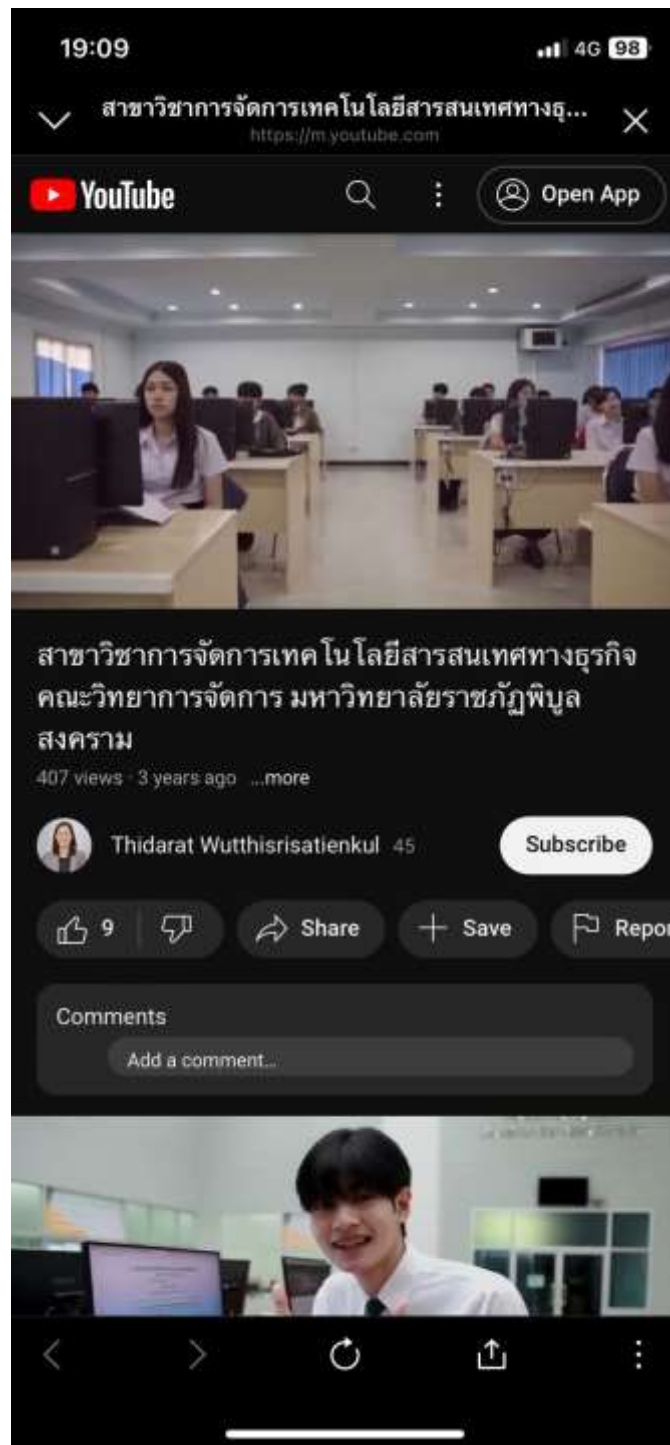 19:09
4G 98
สาขาวิชาการจัดการเทคโนโลยีสารสนเทศทางธุ...
https://m.youtube.com
YouTube
Open App
สาขาวิชาการจัดการเทคโนโลยีสารสนเทศทางธุรกิจ
คณะวิทยาการจัดการ มหาวิทยาลัยราชภัฏพิบูล
สงคราม
407 views · 3 years ago ...more
Thidarat Wutthisrisatienkul 45
Subscribe
9
Share
Save
Repor
Comments
Add a comment...